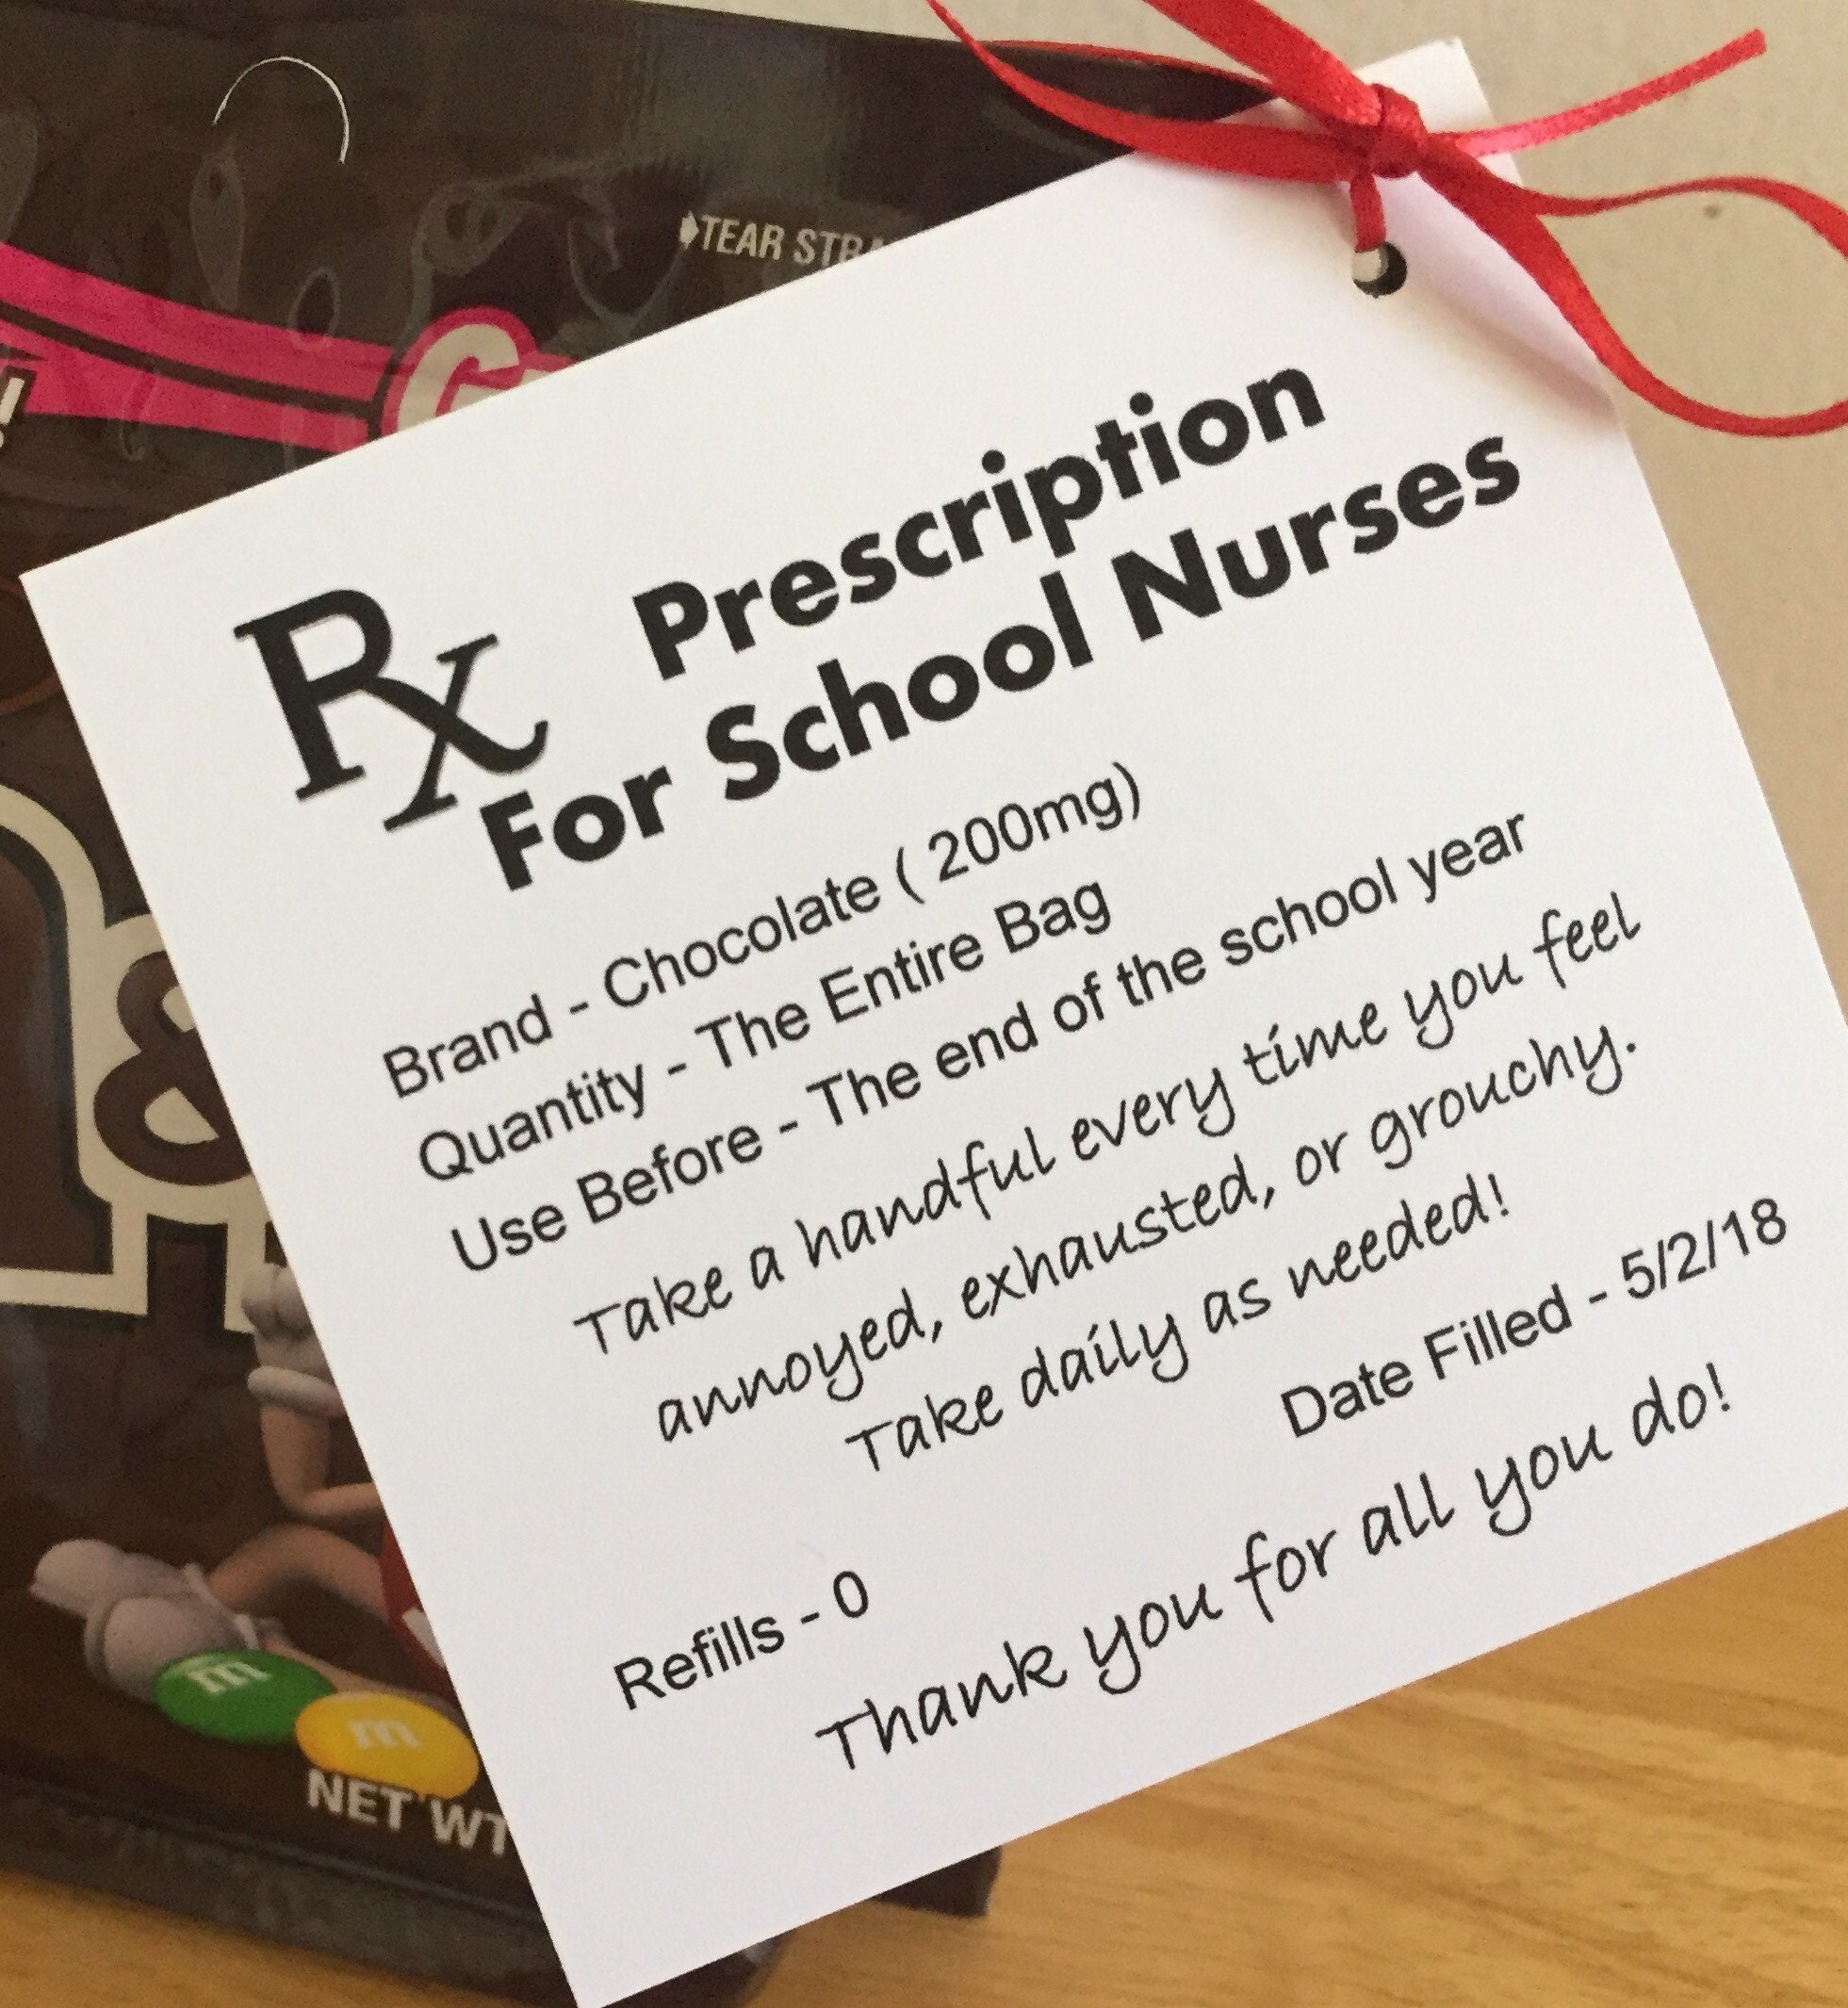 TEAR
Rx
Prescription
For School Nurses
Brand - Chocolate ( 200mg)
Quantity - The Entire Bag
Use Before - The end of the school year
Take a handful every time you feel
annoyed, exhausted, or grouchy.
Take daily as needed!
Date Filled - 5/2/18
Refills - 0
Thank you for all you do!
&
m
m
NET WT